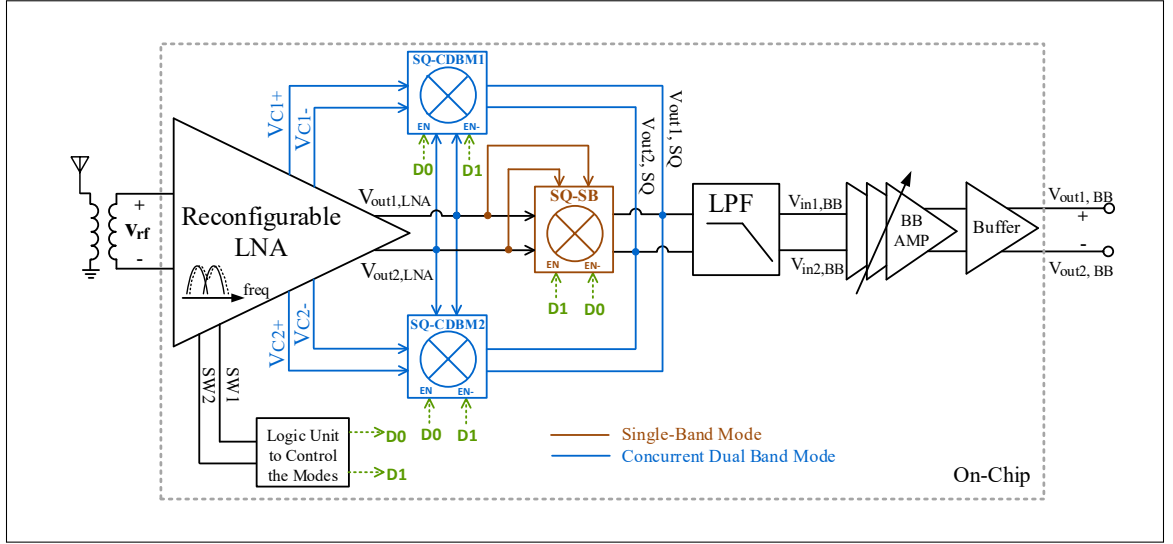 SQ-CDBM1
EN
EN-
D0
D1
VC1+
VC1-
Vout1, SQ
Vout2, SQ
+
Vrf
-
Reconfigurable
LNA
freq
Vout1,LNA
Vout2,LNA
SQ-SB
EN
EN-
D1
D0
LPF
Vin1,BB
Vin2,BB
BB
AMP
Buffer
Vout1, BB
+
-
Vout2, BB
VC2+
VC2-
SQ-CDBM2
EN
EN-
D0
D1
SW2
SW1
Logic Unit
to Control
the Modes
D0
D1
Single-Band Mode
Concurrent Dual Band Mode
On-Chip